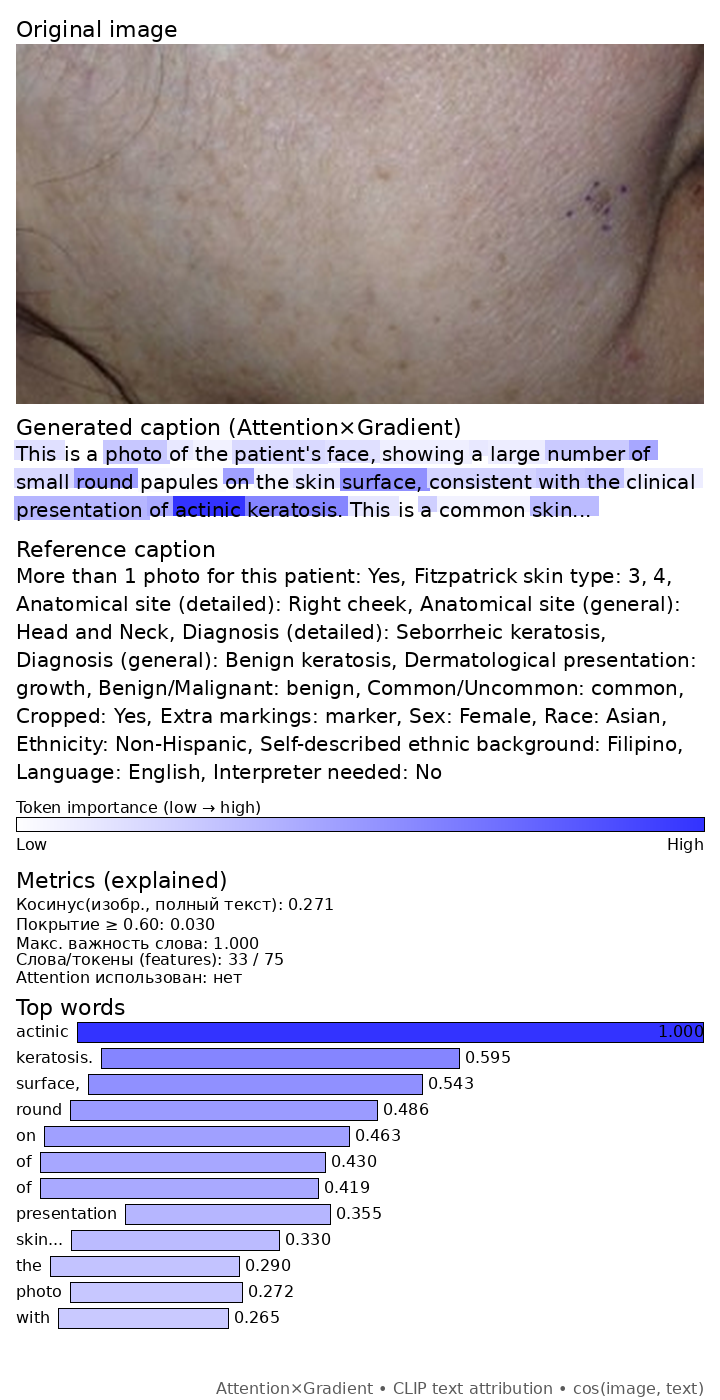 Original image
Generated caption (Attention×Gradient)
This is a photo of the patient's face, showing a large number of
small round papules on the skin surface, consistent with the clinical
presentation of actinic keratosis. This is a common skin...
Reference caption
More than 1 photo for this patient: Yes, Fitzpatrick skin type: 3, 4,
Anatomical site (detailed): Right cheek, Anatomical site (general):
Head and Neck, Diagnosis (detailed): Seborrheic keratosis,
Diagnosis (general): Benign keratosis, Dermatological presentation:
growth, Benign/Malignant: benign, Common/Uncommon: common,
Cropped: Yes, Extra markings: marker, Sex: Female, Race: Asian,
Ethnicity: Non-Hispanic, Self-described ethnic background: Filipino,
Language: English, Interpreter needed: No
Token importance (low → high)
Low High
Metrics (explained)
Косинус(изобр., полный текст): 0.271
Покрытие ≥ 0.60: 0.030
Макс. важность слова: 1.000
Слова/токены (features): 33 / 75
Attention использован: нет
Top words
actinic 1.000
keratosis. 0.595
surface, 0.543
round 0.486
on 0.463
of 0.430
of 0.419
presentation 0.355
skin... 0.330
the 0.290
photo 0.272
with 0.265
Attention×Gradient • CLIP text attribution • cos(image, text)